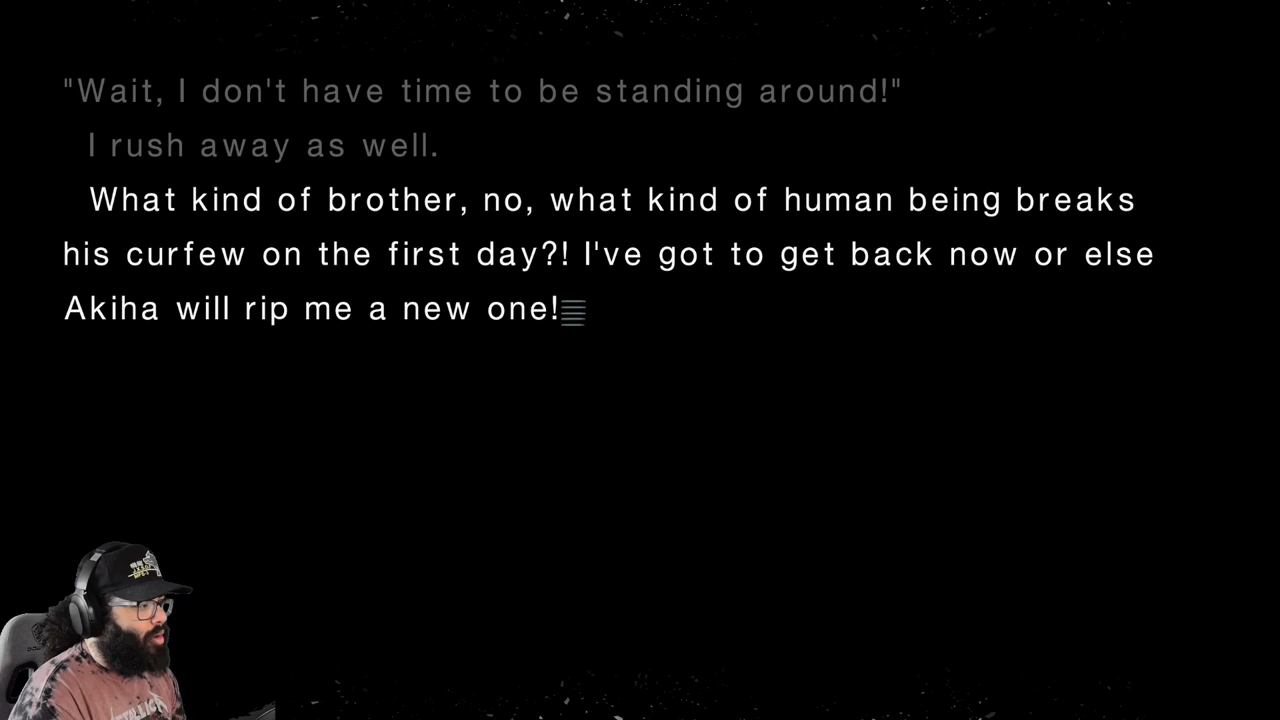 "Wait, I don't have time to be standing around!"
I rush away as well.
What kind of brother, no, what kind of human being breaks
his curfew on the first day?! I've got to get back now or else
Akiha will rip me a new one!